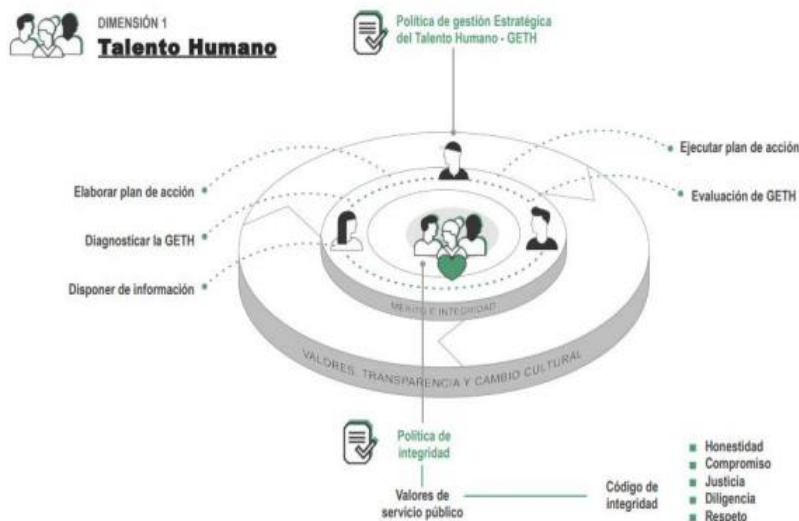 DIMENSIÓN 1
Talento Humano
Política de gestión Estratégica
del Talento Humano - GETH
Ejecutar plan de acción
Elaborar plan de acción
Evaluación de GETH
Diagnosticar la GETH
Disponer de información
MÉRITO E INTEGRIDAD
VALORES, TRANSPARENCIA Y CAMBIO CULTURAL
Política de
integridad
Valores de
servicio público
Código de
integridad
Honestidad
Compromiso
Justicia
Diligencia
Respeto